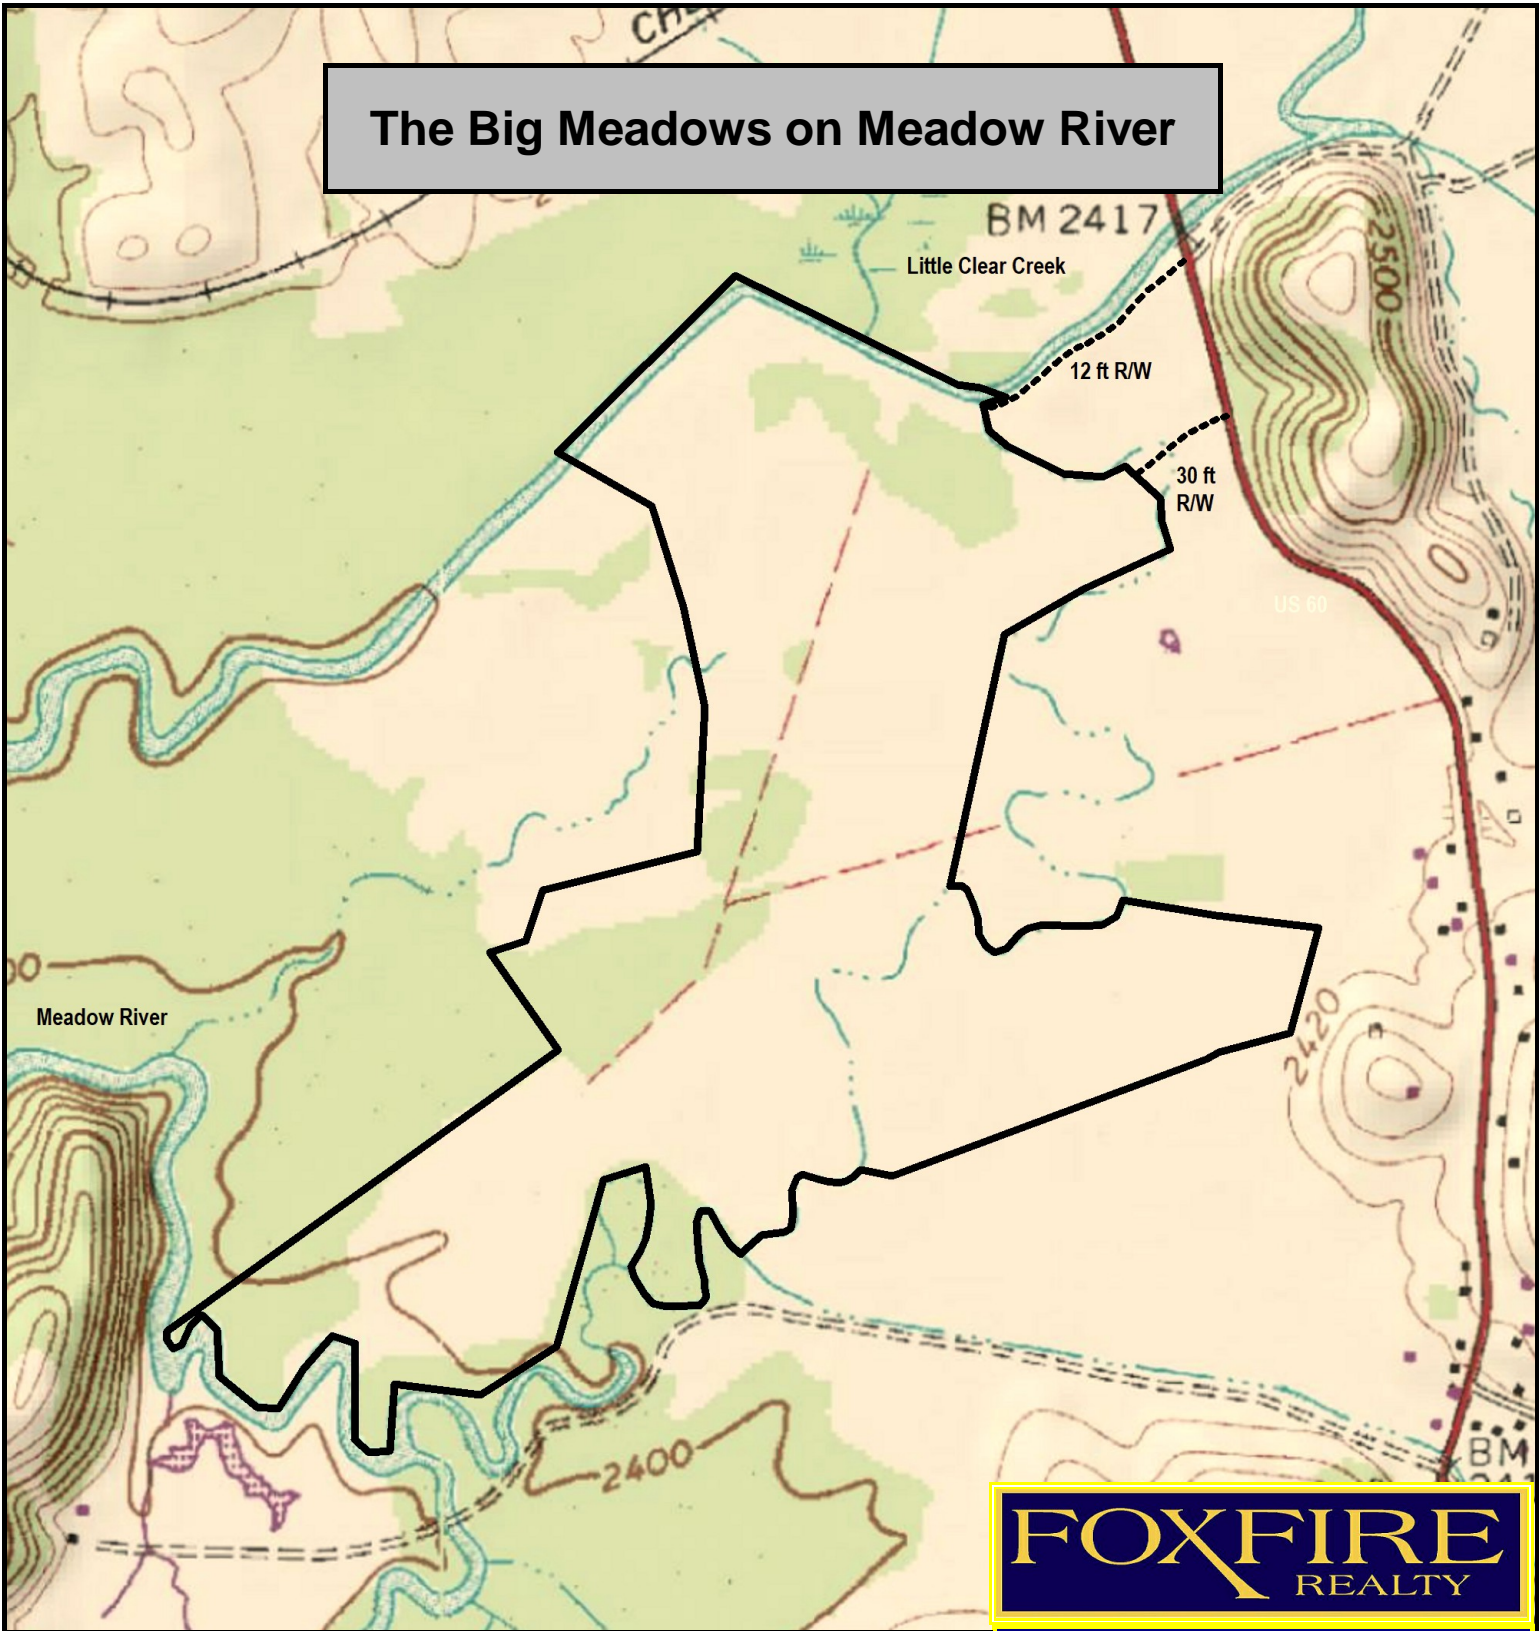 The Big Meadows on Meadow River
BM 2417
Little Clear Creek
2500
12 ft R/W
30 ft
R/W
US 60
Meadow River
2420
2400
BM
FOXFIRE
REALTY